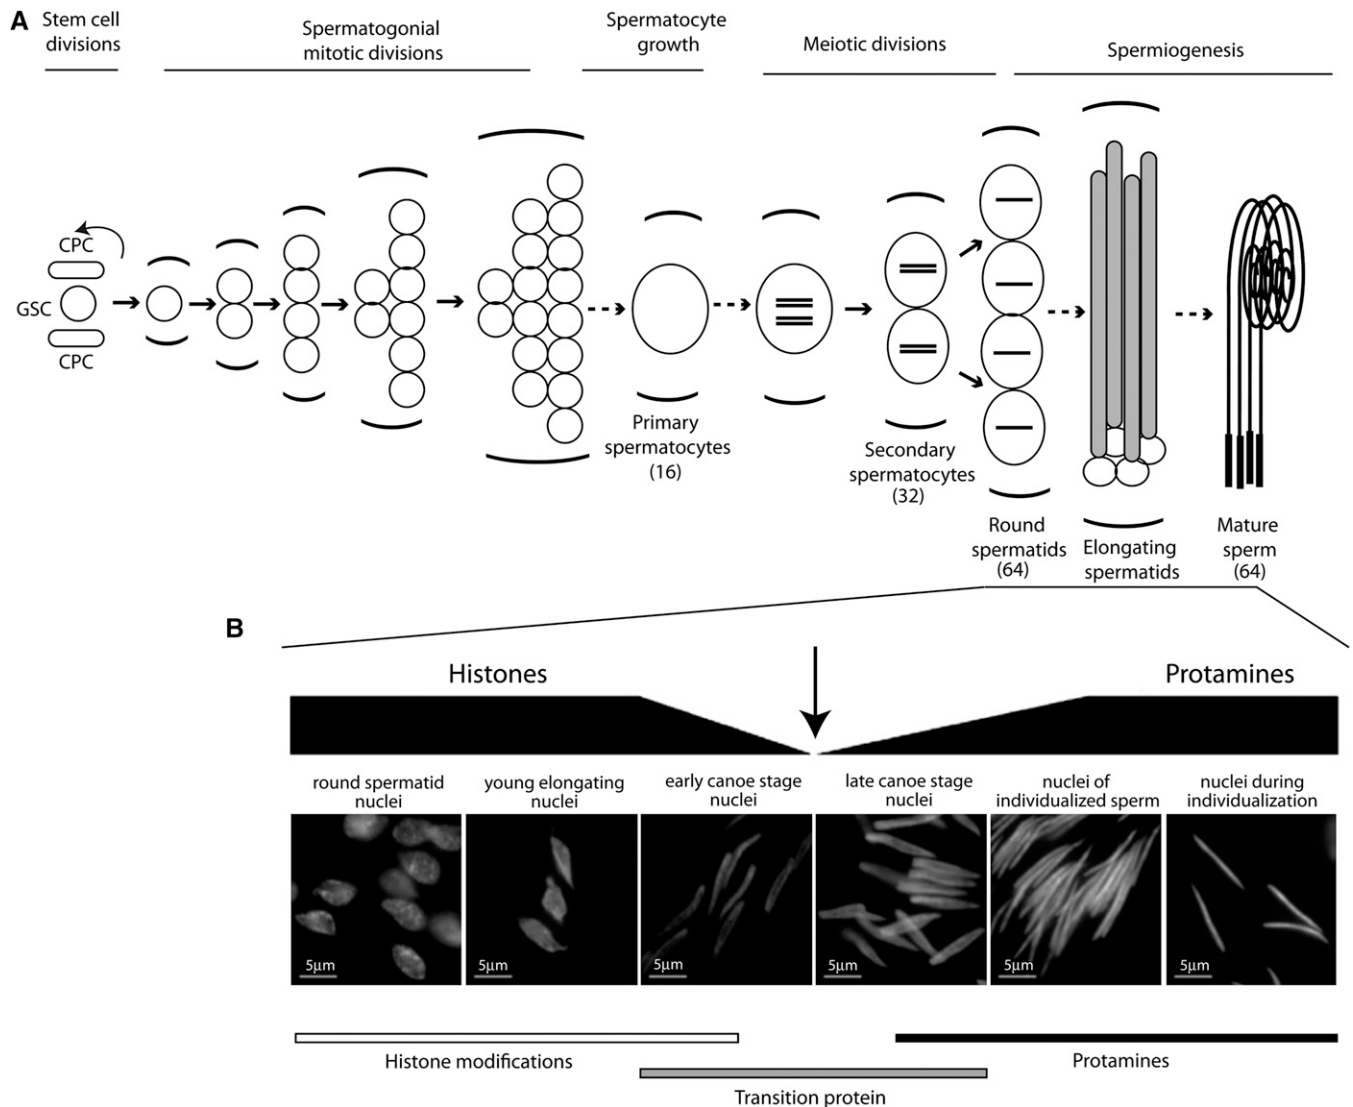 A
Stem cell
divisions
Spermatogonial
mitotic divisions
Spermatocyte
growth
Meiotic divisions
Spermiogenesis
CPC
GSC
CPC
Primary
spermatocytes
(16)
Secondary
spermatocytes
(32)
Round
spermatids
(64)
Elongating
spermatids
Mature
sperm
(64)
B
Histones
Protamines
round spermatid
nuclei
young elongating
nuclei
early canoe stage
nuclei
late canoe stage
nuclei
nuclei of
individualized sperm
nuclei during
individualization
5μm
5μm
5μm
5μm
5μm
5μm
Histone modifications
Protamines
Transition protein